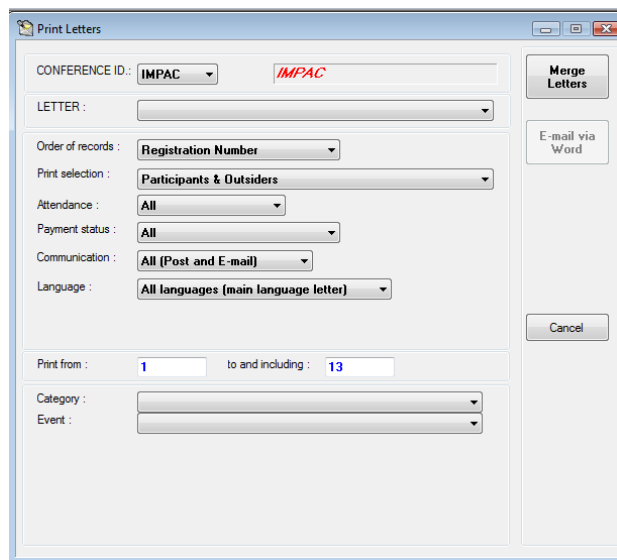 Print Letters
CONFERENCE ID.: IMPAC IMPAC
LETTER :
Order of records : Registration Number
Print selection : Participants & Outsiders
Attendance : All
Payment status : All
Communication : All (Post and E-mail)
Language : All languages (main language letter)
Print from : 1 to and including : 13
Category :
Event :
Merge
Letters
E-mail via
Word
Cancel